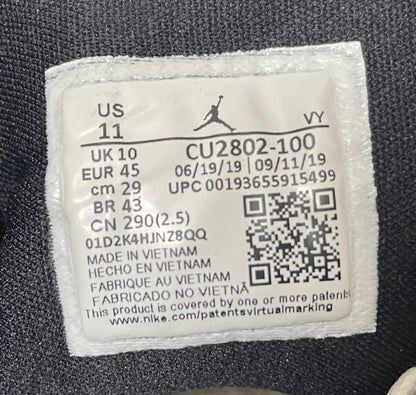 US
11
VY
UK 10
CU2802-100
EUR 45
06/19/19 | 09/11/19
cm 29
UPC 00193655915499
BR 43
CN 290(2.5)
01D2K4HJNZ8QQ
MADE IN VIETNAM
HECHO EN VIETNAM
FABRIQUE AU VIETNAM
FABRICADO NO VIETNÃ
This product is covered by one or more patents
www.nike.com/patentsvirtualmarking